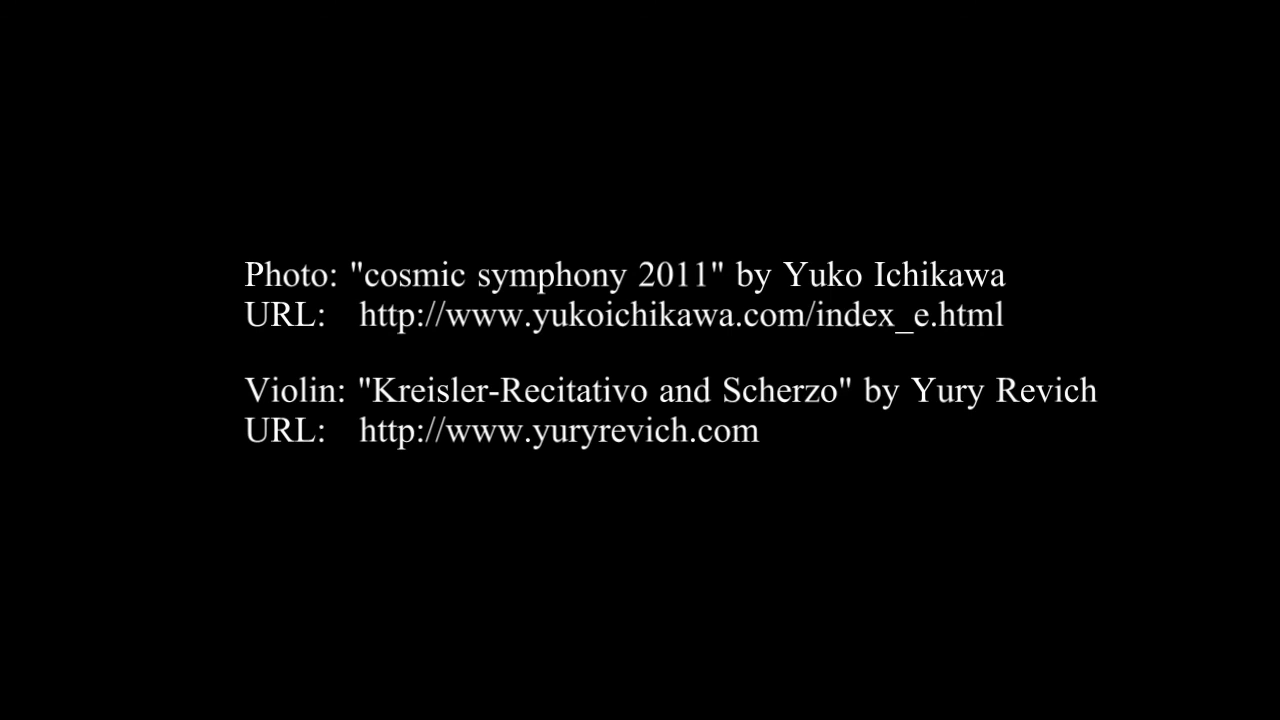 Photo: "cosmic symphony 2011" by Yuko Ichikawa
URL: http://www.yukoichikawa.com/index_e.html
Violin: "Kreisler-Recitativo and Scherzo" by Yury Revich
URL: http://www.yuryrevich.com